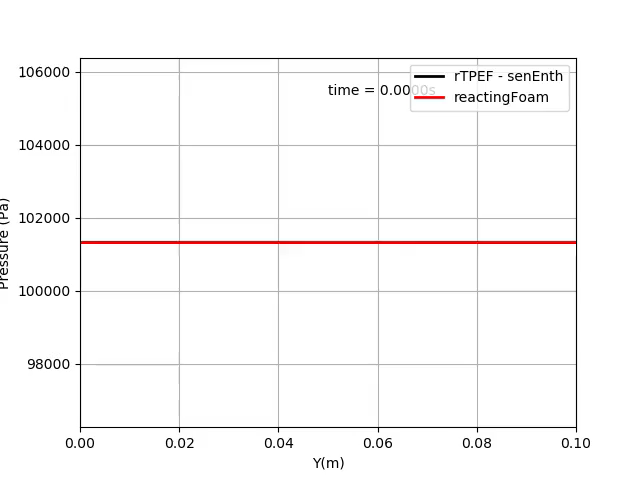 106000
104000
102000
100000
98000
Pressure (Pa)
0.00 0.02 0.04 0.06 0.08 0.10
Y(m)
time = 0.0000s
rTPEF - senEnth
reactingFoam